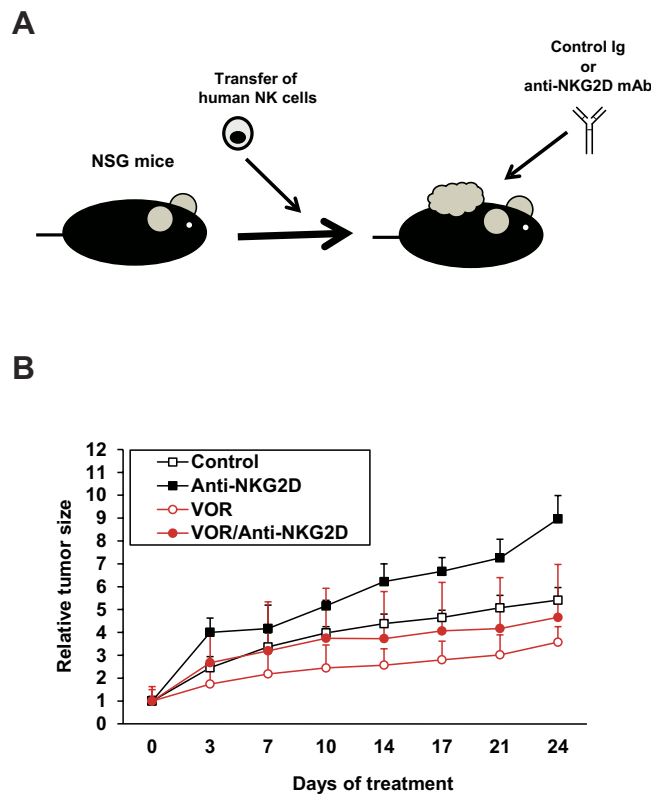 A
Control Ig
or
anti-NKG2D mAb
Transfer of
human NK cells
NSG mice
B
Relative tumor size
12
11
10
9
8
7
6
5
4
3
2
1
0
Control
Anti-NKG2D
VOR
VOR/Anti-NKG2D
0 3 7 10 14 17 21 24
Days of treatment